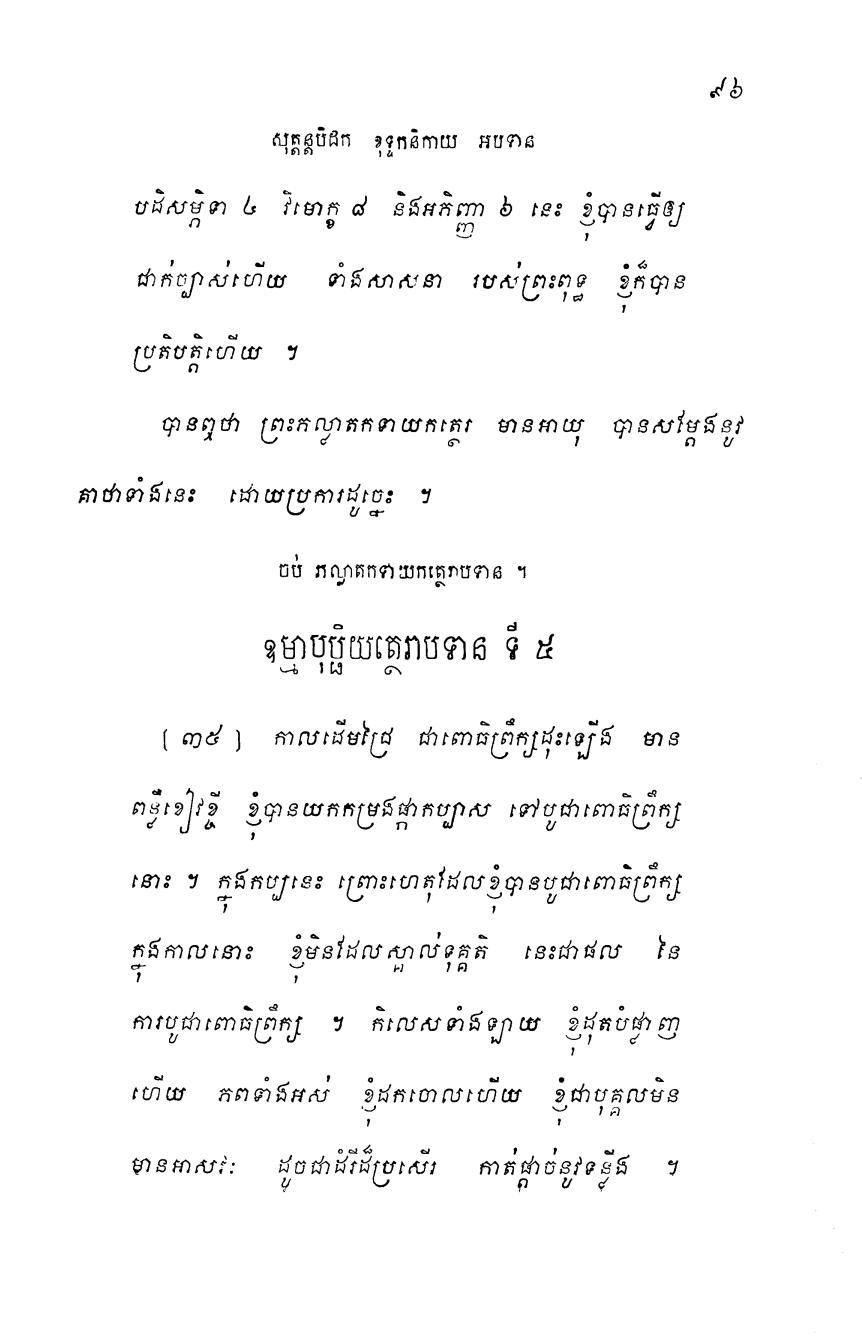 ៩៦
សុត្តន្តបិដក ខុទ្ទកនិកាយ អបទាន
បដិសម្ភិទា ៤ វិមោក្ខ ៨ និងអភិញ្ញា ៦ នេះ ខ្ញុំបានធ្វើឲ្យ
ជាក់ច្បាស់ហើយ ទាំងសាសនា របស់ព្រះពុទ្ធ ខ្ញុំក៏បាន
ប្រតិបត្តិហើយ ។
បានឮថា ព្រះភល្លាតកទាយកត្ថេរ មានអាយុ បានសម្ដែងនូវ
គាថាទាំងនេះ ដោយប្រការដូច្នេះ ។
ចប់ ភល្លាតកទាយកត្ថេរាបទាន ។
ឧម្មាបុប្ផិយត្ថេរាបទាន ទី ៥
[ ៣៥ ] កាលដើមជ្រៃ ជាពោធិព្រឹក្សដុះឡើង មាន
ពន្លឺខៀវខ្ចី ខ្ញុំបានយកកម្រងផ្កាកប្បាស ទៅបូជាពោធិព្រឹក្ស
នោះ ។ ក្នុងកប្បនេះ ព្រោះហេតុដែលខ្ញុំបានបូជាពោធិព្រឹក្ស
ក្នុងកាលនោះ ខ្ញុំមិនដែលស្គាល់ទុគ្គតិ នេះជាផល នៃ
ការបូជាពោធិព្រឹក្ស ។ កិលេសទាំងឡាយ ខ្ញុំដុតបំផ្លាញ
ហើយ ភពទាំងអស់ ខ្ញុំដកចោលហើយ ខ្ញុំជាបុគ្គលមិន
មានអាសវៈ ដូចជាដំរីដ៏ប្រសើរ កាត់ផ្ដាច់នូវទន្លីង ។